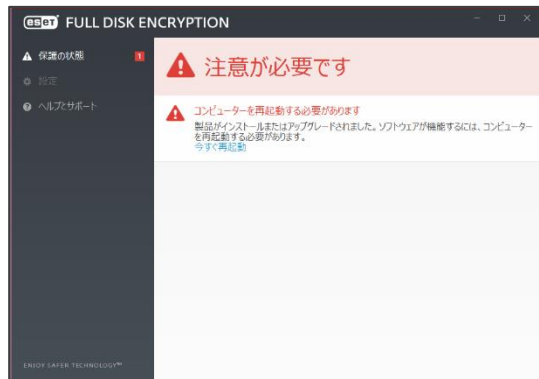 eset FULL DISK ENCRYPTION
保護の状態 1
設定
ヘルプとサポート
注意が必要です
コンピューターを再起動する必要があります
製品がインストールまたはアップグレードされました。ソフトウェアが機能するには、コンピューター
を再起動する必要があります。
今すぐ再起動
ENJOY SAFER TECHNOLOGY™